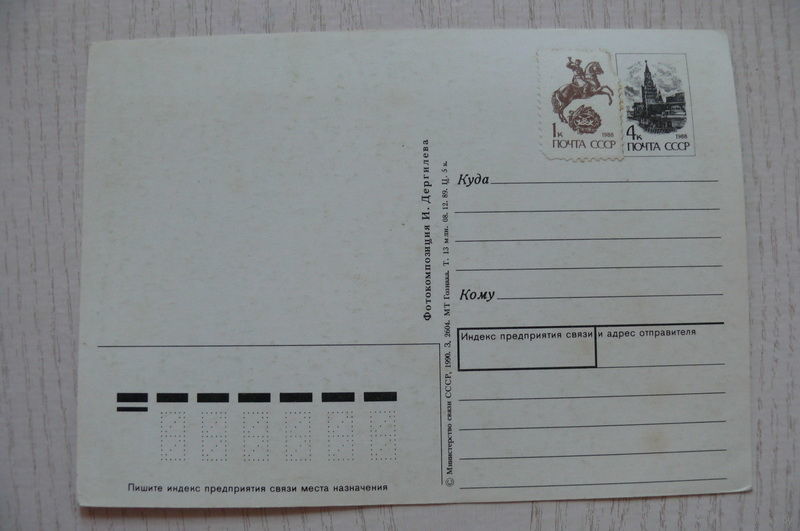 1к
1988
ПОЧТА СССР
4к
1988
ПОЧТА СССР
Фотокомпозиция И. Дергилева
© Министерство связи СССР, 1990. З. 2604. МТ Гознака. Т. 13 млн. 08. 12. 89. Ц. 5 к.
Куда
Кому
Индекс предприятия связи и адрес отправителя
Пишите индекс предприятия связи места назначения